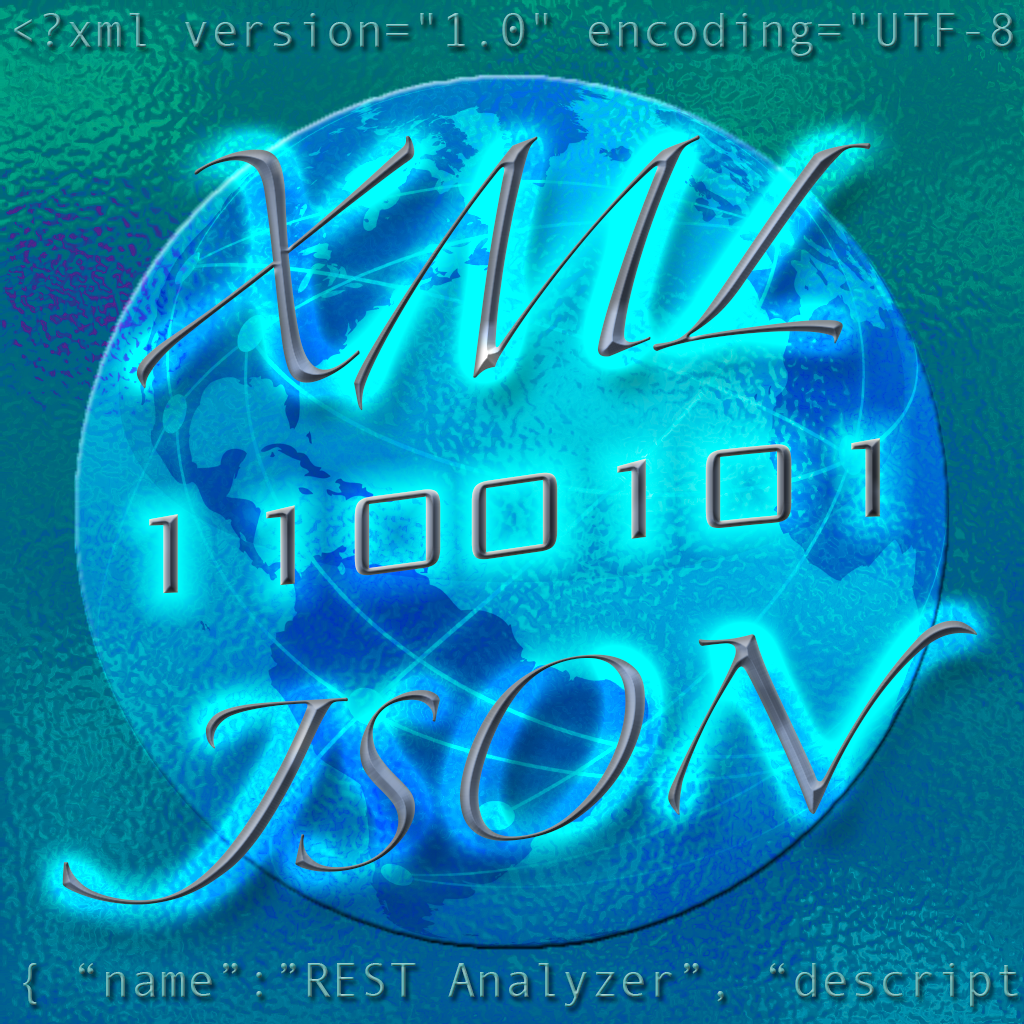 <?xml version="1.0" encoding="UTF-8
XML
1100101
JSON
{ “name”:”REST Analyzer”, “descript